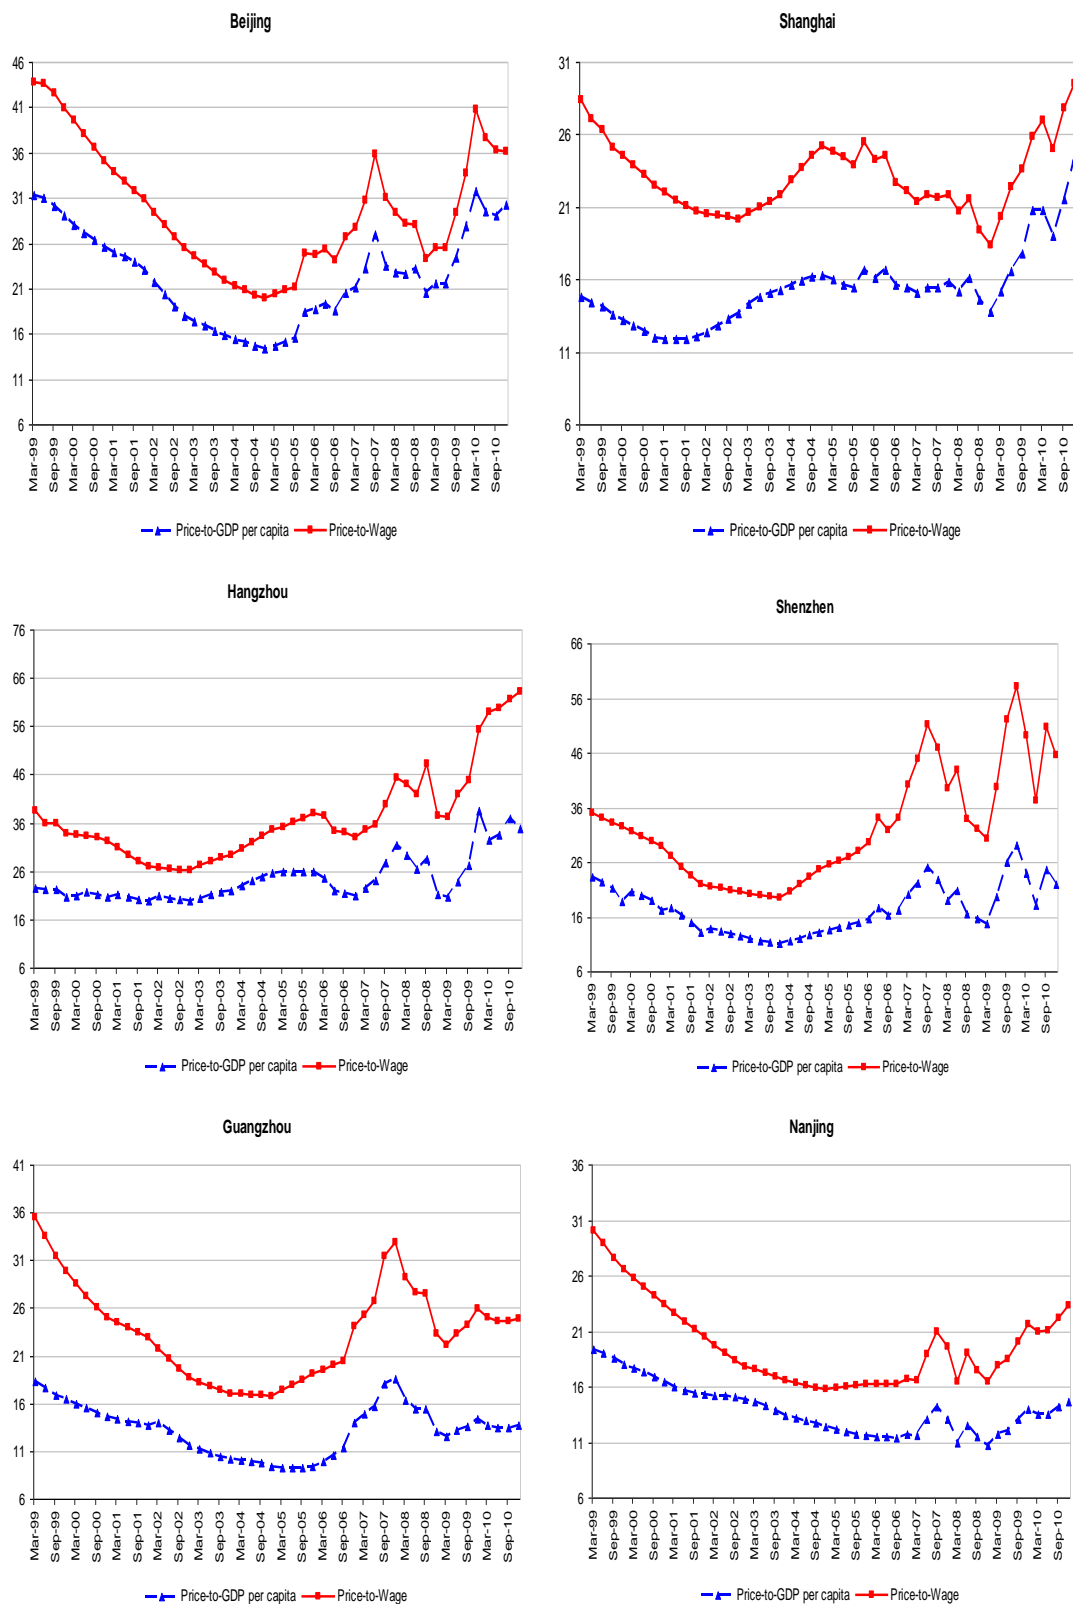 Beijing
46
41
36
31
26
21
16
11
6
Mar-99
Sep-99
Mar-00
Sep-00
Mar-01
Sep-01
Mar-02
Sep-02
Mar-03
Sep-03
Mar-04
Sep-04
Mar-05
Sep-05
Mar-06
Sep-06
Mar-07
Sep-07
Mar-08
Sep-08
Mar-09
Sep-09
Mar-10
Sep-10
Price-to-GDP per capita Price-to-Wage
Shanghai
31
26
21
16
11
6
Mar-99
Sep-99
Mar-00
Sep-00
Mar-01
Sep-01
Mar-02
Sep-02
Mar-03
Sep-03
Mar-04
Sep-04
Mar-05
Sep-05
Mar-06
Sep-06
Mar-07
Sep-07
Mar-08
Sep-08
Mar-09
Sep-09
Mar-10
Sep-10
Price-to-GDP per capita Price-to-Wage
Hangzhou
76
66
56
46
36
26
16
6
Mar-99
Sep-99
Mar-00
Sep-00
Mar-01
Sep-01
Mar-02
Sep-02
Mar-03
Sep-03
Mar-04
Sep-04
Mar-05
Sep-05
Mar-06
Sep-06
Mar-07
Sep-07
Mar-08
Sep-08
Mar-09
Sep-09
Mar-10
Sep-10
Price-to-GDP per capita Price-to-Wage
Shenzhen
66
56
46
36
26
16
6
Mar-99
Sep-99
Mar-00
Sep-00
Mar-01
Sep-01
Mar-02
Sep-02
Mar-03
Sep-03
Mar-04
Sep-04
Mar-05
Sep-05
Mar-06
Sep-06
Mar-07
Sep-07
Mar-08
Sep-08
Mar-09
Sep-09
Mar-10
Sep-10
Price-to-GDP per capita Price-to-Wage
Guangzhou
41
36
31
26
21
16
11
6
Mar-99
Sep-99
Mar-00
Sep-00
Mar-01
Sep-01
Mar-02
Sep-02
Mar-03
Sep-03
Mar-04
Sep-04
Mar-05
Sep-05
Mar-06
Sep-06
Mar-07
Sep-07
Mar-08
Sep-08
Mar-09
Sep-09
Mar-10
Sep-10
Price-to-GDP per capita Price-to-Wage
Nanjing
36
31
26
21
16
11
6
Mar-99
Sep-99
Mar-00
Sep-00
Mar-01
Sep-01
Mar-02
Sep-02
Mar-03
Sep-03
Mar-04
Sep-04
Mar-05
Sep-05
Mar-06
Sep-06
Mar-07
Sep-07
Mar-08
Sep-08
Mar-09
Sep-09
Mar-10
Sep-10
Price-to-GDP per capita Price-to-Wage